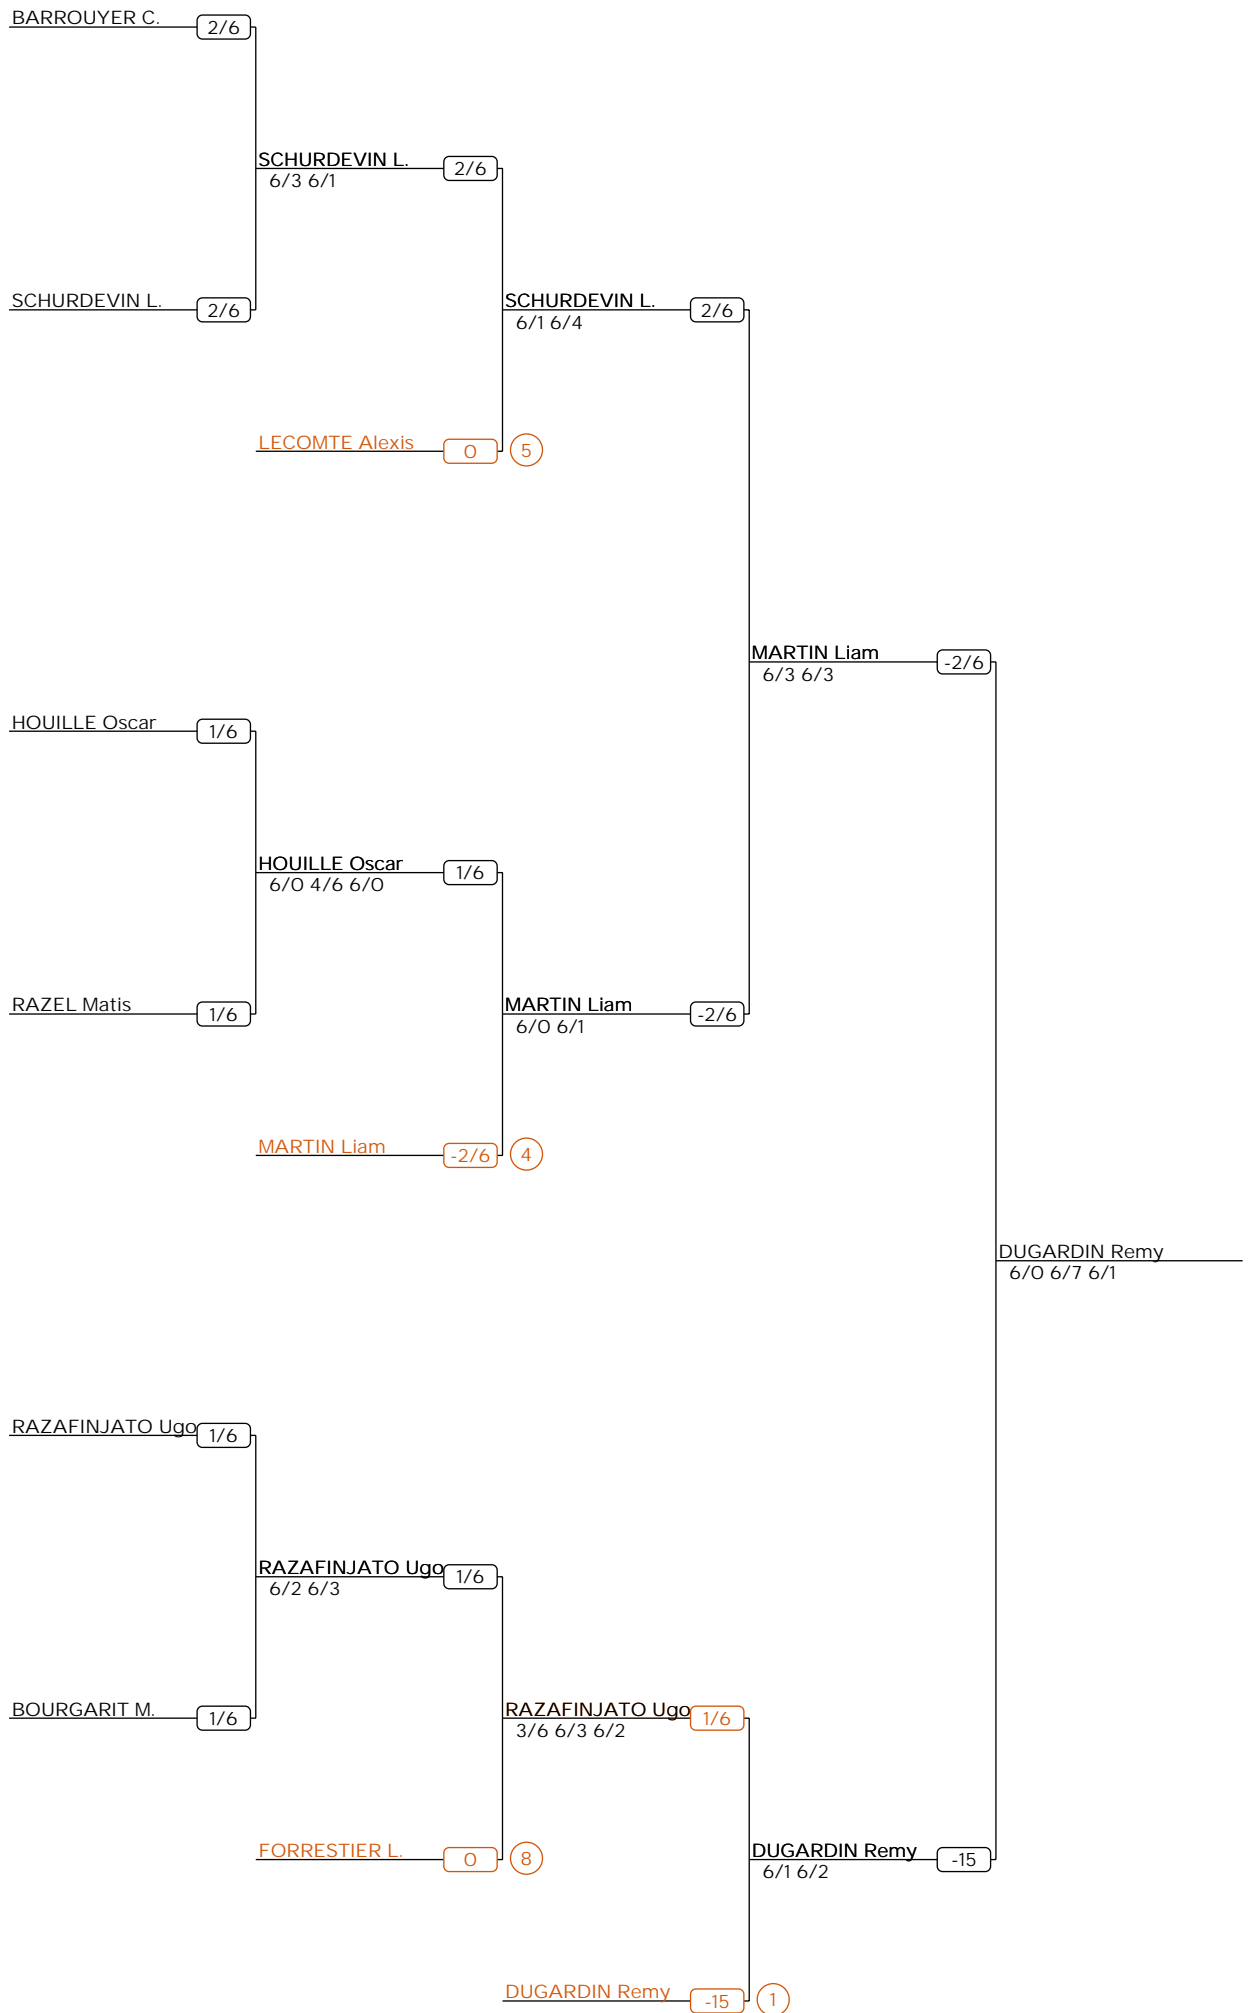 BARROUYER C. 2/6
SCHURDEVIN L. 2/6
6/3 6/1
SCHURDEVIN L. 2/6
SCHURDEVIN L. 2/6
6/1 6/4
LECOMTE Alexis 0 5
MARTIN Liam -2/6
6/3 6/3
HOUILLE Oscar 1/6
HOUILLE Oscar 1/6
6/0 4/6 6/0
RAZEL Matis 1/6
MARTIN Liam -2/6
6/0 6/1
MARTIN Liam -2/6 4
DUGARDIN Remy
6/0 6/7 6/1
RAZAFINJATO Ugo 1/6
RAZAFINJATO Ugo 1/6
6/2 6/3
BOURGARIT M. 1/6
RAZAFINJATO Ugo 1/6
3/6 6/3 6/2
FORRESTIER L. 0 8
DUGARDIN Remy -15
6/1 6/2
DUGARDIN Remy -15 1